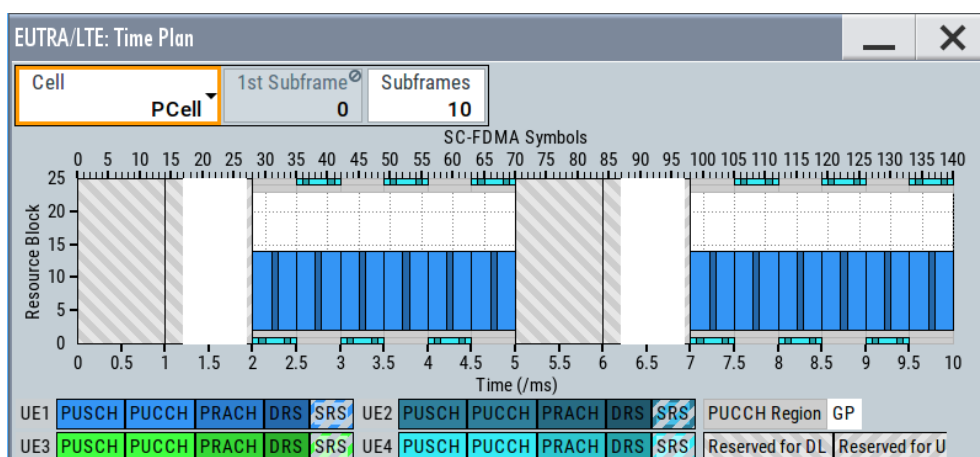 EUTRA/LTE: Time Plan
Cell 1st Subframe Subframes
PCell 0 10
SC-FDMA Symbols
0 5 10 15 20 25 30 35 40 45 50 55 60 65 70 75 80 85 90 95 100 105 110 115 120 125 130 135 140
Resource Block
25
20
15
10
5
0
0 0.5 1 1.5 2 2.5 3 3.5 4 4.5 5 5.5 6 6.5 7 7.5 8 8.5 9 9.5 10
Time (/ms)
UE1 PUSCH PUCCH PRACH DRS SRS UE2 PUSCH PUCCH PRACH DRS SRS PUCCH Region GP
UE3 PUSCH PUCCH PRACH DRS SRS UE4 PUSCH PUCCH PRACH DRS SRS Reserved for DL Reserved for U